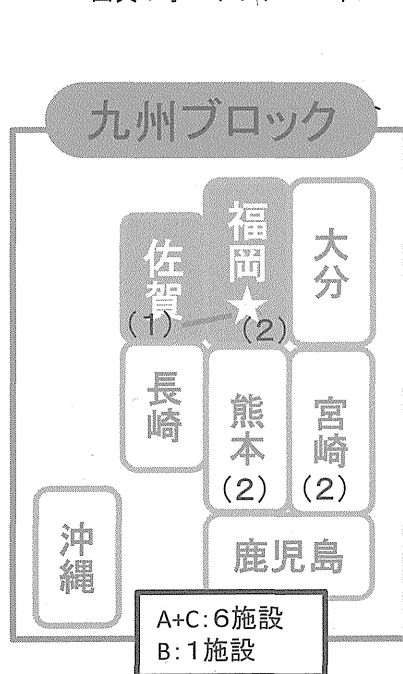 九州ブロック
福岡
★
(2)
大分
佐賀
(1)
長崎
熊本
(2)
宮崎
(2)
沖縄
鹿児島
A+C:6施設
B:1施設